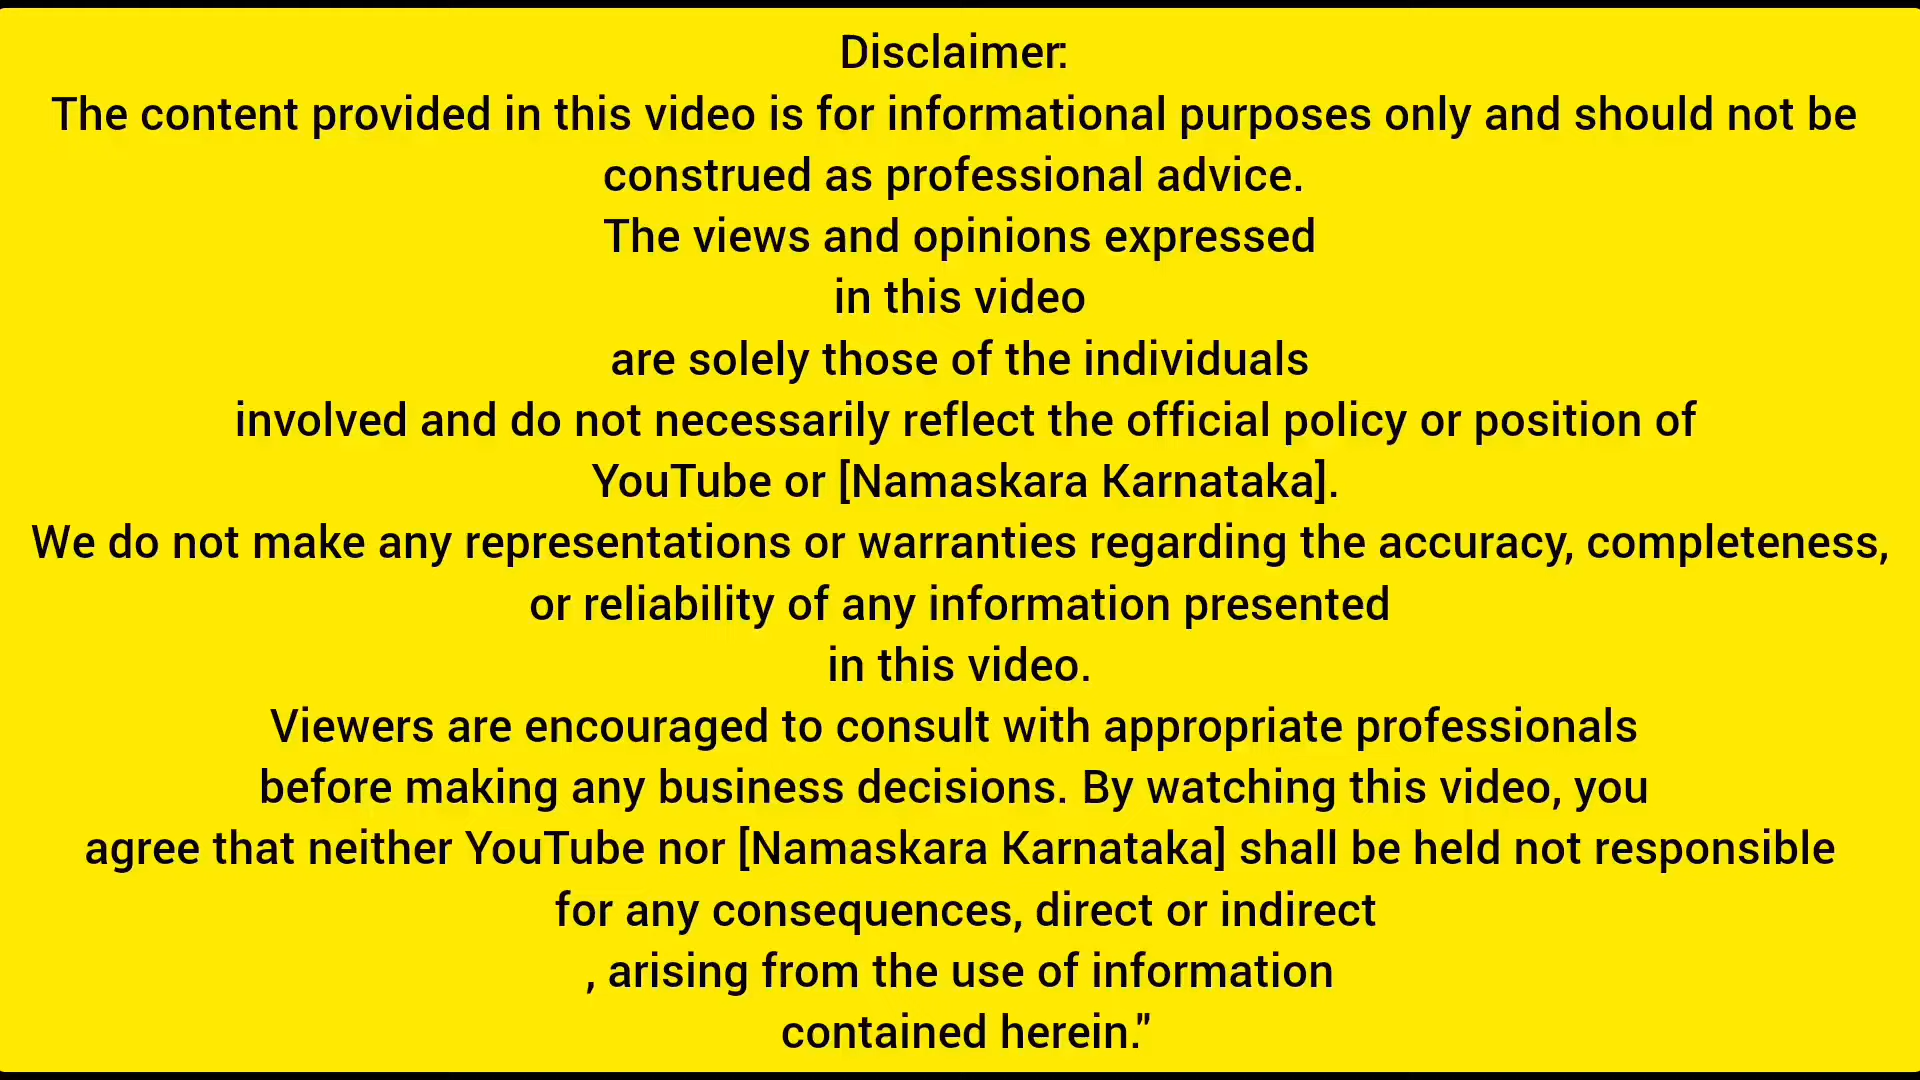 Disclaimer:
The content provided in this video is for informational purposes only and should not be
construed as professional advice.
The views and opinions expressed
in this video
are solely those of the individuals
involved and do not necessarily reflect the official policy or position of
YouTube or [Namaskara Karnataka].
We do not make any representations or warranties regarding the accuracy, completeness,
or reliability of any information presented
in this video.
Viewers are encouraged to consult with appropriate professionals
before making any business decisions. By watching this video, you
agree that neither YouTube nor [Namaskara Karnataka] shall be held not responsible
for any consequences, direct or indirect
, arising from the use of information
contained herein."